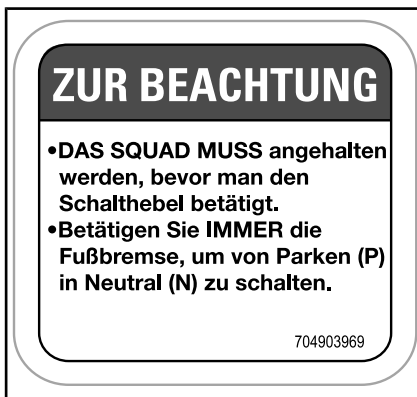 ZUR BEACHTUNG
•DAS SQUAD MUSS angehalten
werden, bevor man den
Schalthebel betätigt.
•Betätigen Sie IMMER die
Fußbremse, um von Parken (P)
in Neutral (N) zu schalten.
704903969